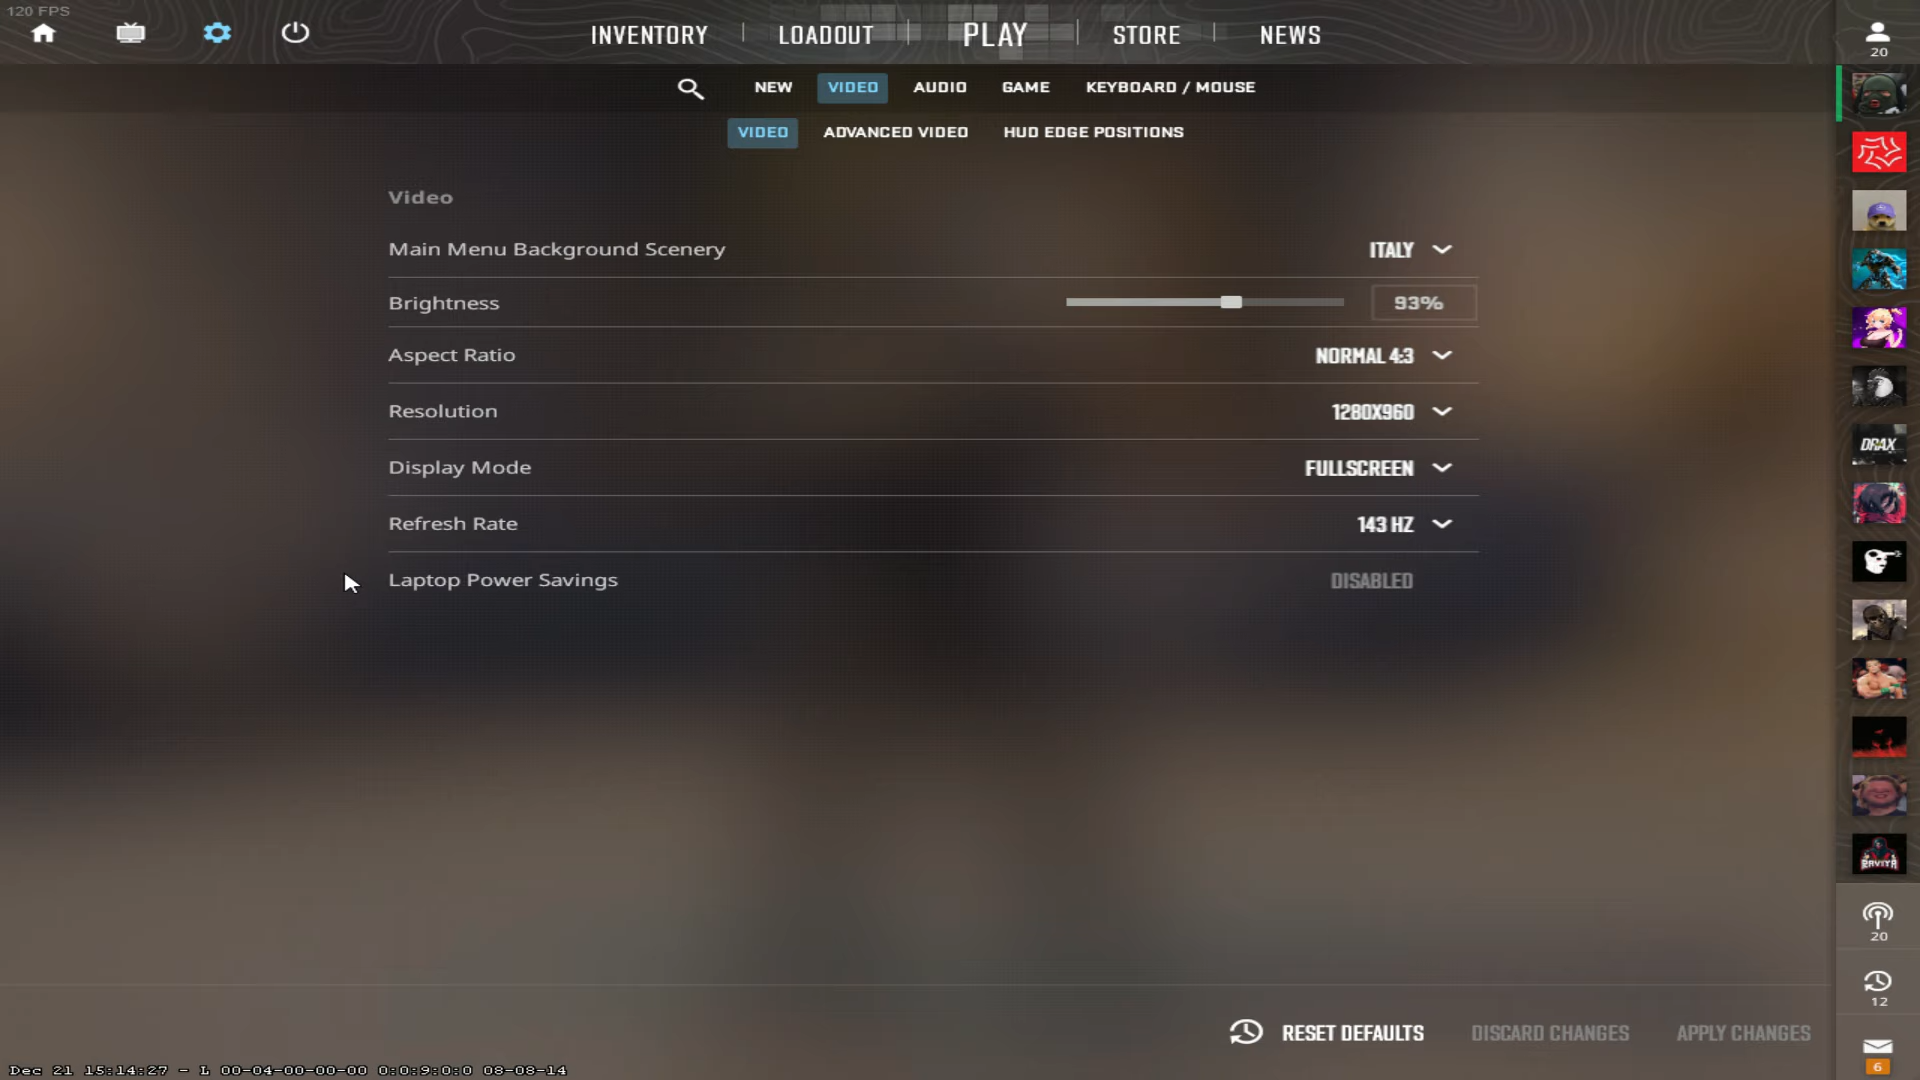 120 FPS
INVENTORY
LOADOUT
PLAY
STORE
NEWS
20
NEW
VIDEO
AUDIO
GAME
KEYBOARD / MOUSE
VIDEO
ADVANCED VIDEO
HUD EDGE POSITIONS
Video
Main Menu Background Scenery
ITALY
Brightness
93%
Aspect Ratio
NORMAL 4:3
Resolution
1280X960
Display Mode
FULLSCREEN
Refresh Rate
143 HZ
Laptop Power Savings
DISABLED
DRAX
RAVIYA
20
12
6
RESET DEFAULTS
DISCARD CHANGES
APPLY CHANGES
Dec 21 15:14:27 - L 00-04-00-00-00 0:0:9:0:0 08-08-14